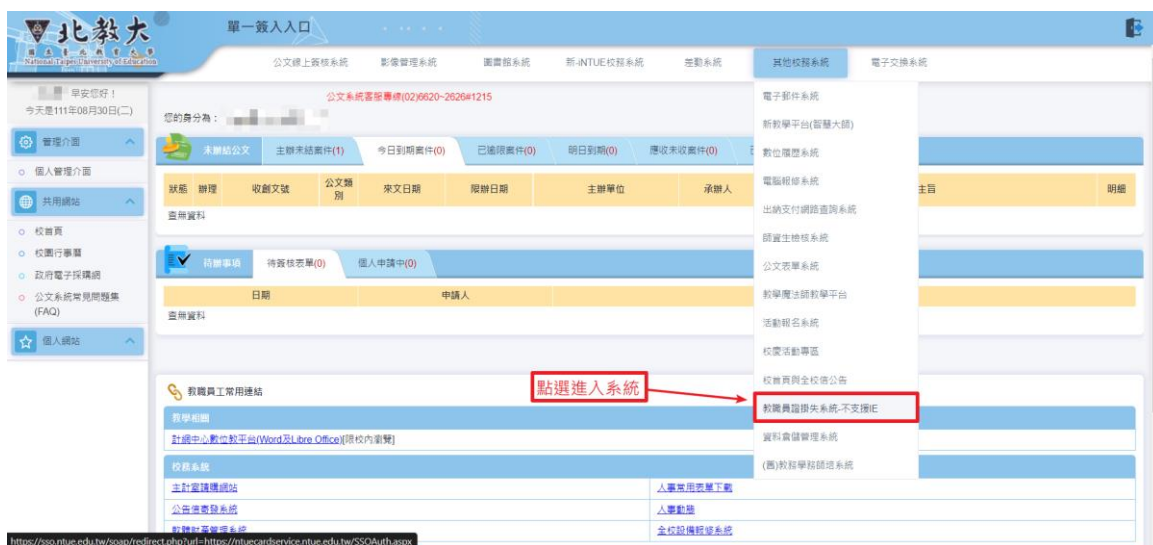 北教大
國立臺北教育大學
National Taipei University of Education
單一簽入入口
公文線上簽核系統 影像管理系統 圖書館系統 新-iNTUE校務系統 差勤系統 其他校務系統 電子交換系統
早安您好！
今天是111年08月30日(二)
管理介面
個人管理介面
共用網站
校首頁
校園行事曆
政府電子採購網
公文系統常見問題集
(FAQ)
個人網站
公文系統客服專線(02)6620-2626#1215
您的身分為：
未辦結公文 主辦未結案件(1) 今日到期案件(0) 已逾限案件(0) 明日到期(0) 應收未收案件(0)
狀態 辦理 收創文號 公文類別 來文日期 限辦日期 主辦單位 承辦人 主旨 明細
查無資料
待辦事項 待簽核表單(0) 個人申請中(0)
日期 申請人
查無資料
電子郵件系統
新教學平台(智慧大師)
數位履歷系統
電腦報修系統
出納支付網路查詢系統
師資生檢核系統
公文表單系統
教學魔法師教學平台
活動報名系統
校慶活動專區
校首頁與全校信公告
教職員證掛失系統-不支援IE
資料倉儲管理系統
(舊)教務學務師培系統
點選進入系統
教職員工常用連結
教學相關
計網中心數位教平台(Word及Libre Office)[限校內瀏覽]
校務系統
主計室請購網站 人事常用表單下載
公告信寄發系統 人事動態
軟體財產管理系統 全校設備報修系統
https://sso.ntue.edu.tw/soap/redirect.php?url=https://ntuecardservice.ntue.edu.tw/SSOAuth.aspx